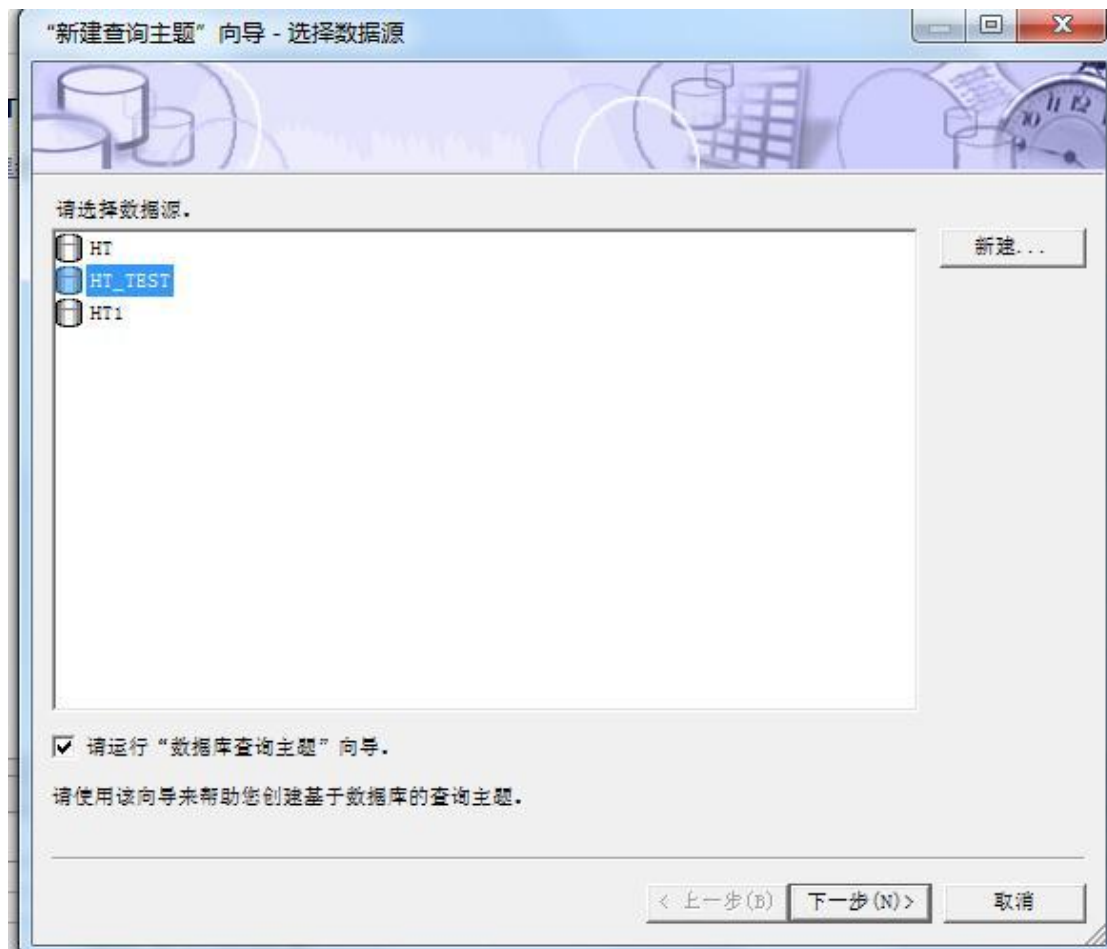 “新建查询主题”向导 - 选择数据源
11 12
10
请选择数据源.
HT
新建...
HT_TEST
HT1
请运行“数据库查询主题”向导.
请使用该向导来帮助您创建基于数据库的查询主题.
< 上一步(B)
下一步(N)>
取消